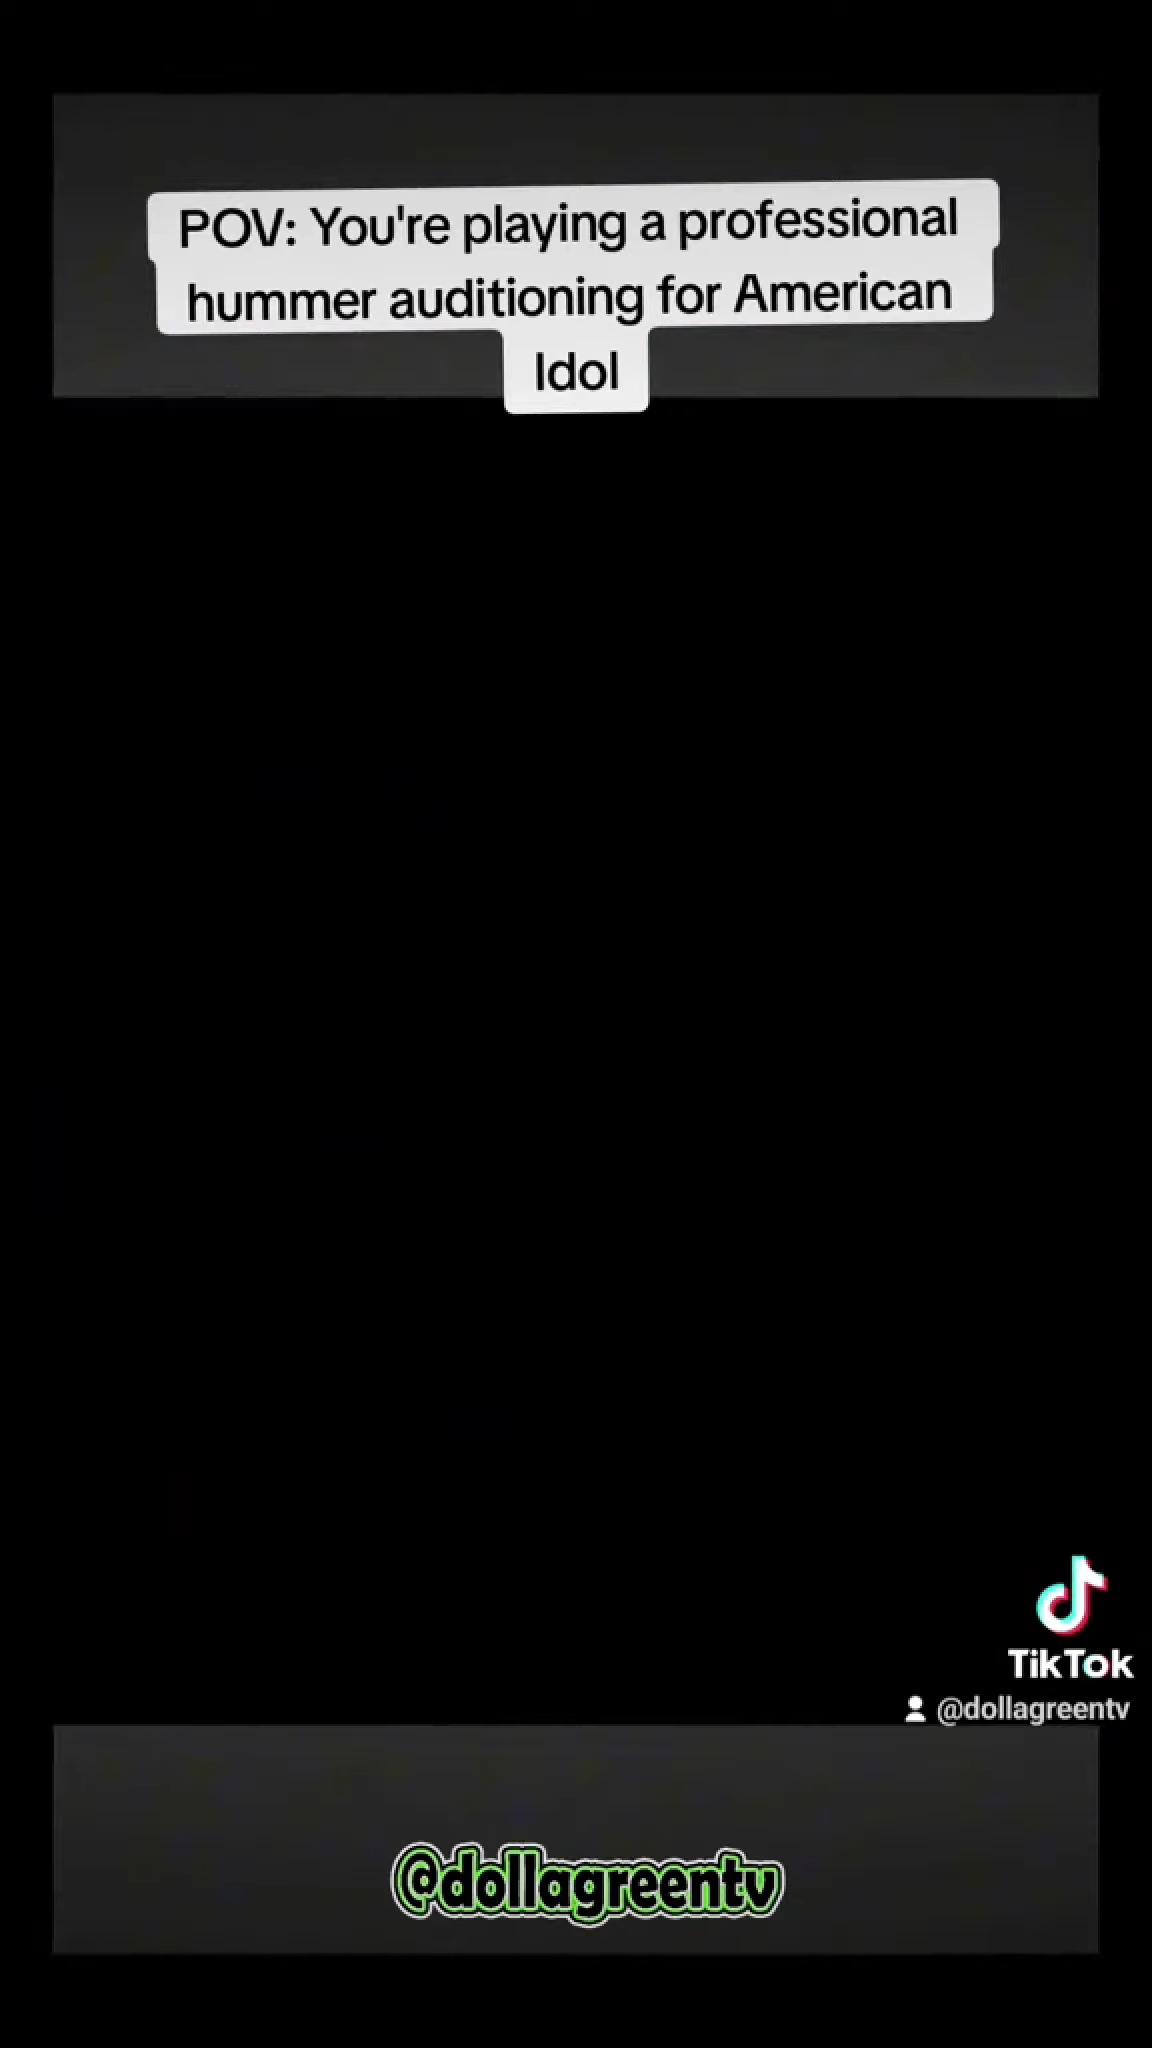 POV: You're playing a professional
hummer auditioning for American
Idol
TikTok
@dollagreentv
@dollagreentv